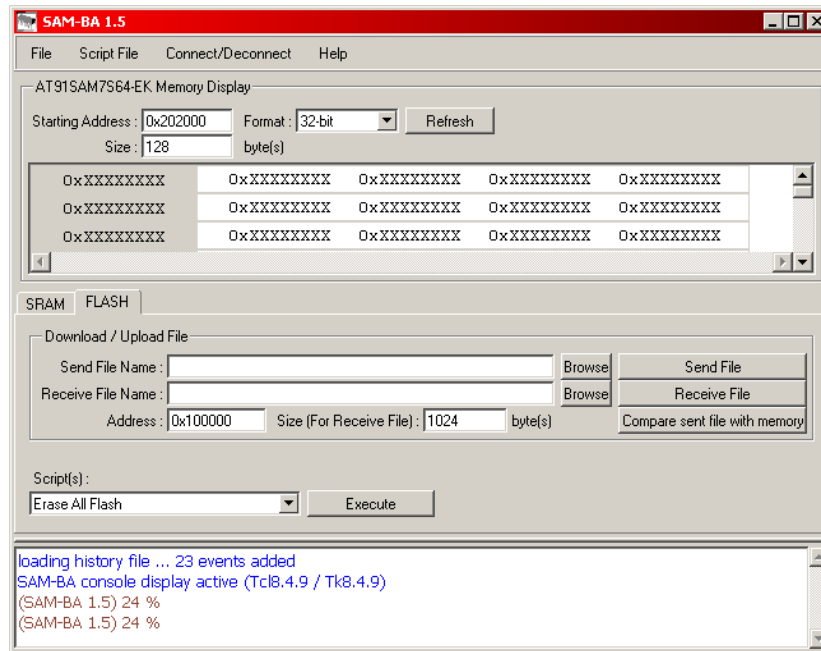 SAM-BA 1.5
File Script File Connect/Deconnect Help
AT91SAM7S64-EK Memory Display
Starting Address : 0x202000 Format : 32-bit Refresh
Size : 128 byte(s)
0xXXXXXXXX 0xXXXXXXXX 0xXXXXXXXX 0xXXXXXXXX 0xXXXXXXXX
0xXXXXXXXX 0xXXXXXXXX 0xXXXXXXXX 0xXXXXXXXX 0xXXXXXXXX
0xXXXXXXXX 0xXXXXXXXX 0xXXXXXXXX 0xXXXXXXXX 0xXXXXXXXX
SRAM FLASH
Download / Upload File
Send File Name : Browse Send File
Receive File Name : Browse Receive File
Address : 0x100000 Size (For Receive File) : 1024 byte(s) Compare sent file with memory
Script(s) :
Erase All Flash Execute
loading history file ... 23 events added
SAM-BA console display active (Tcl8.4.9 / Tk8.4.9)
(SAM-BA 1.5) 24 %
(SAM-BA 1.5) 24 %